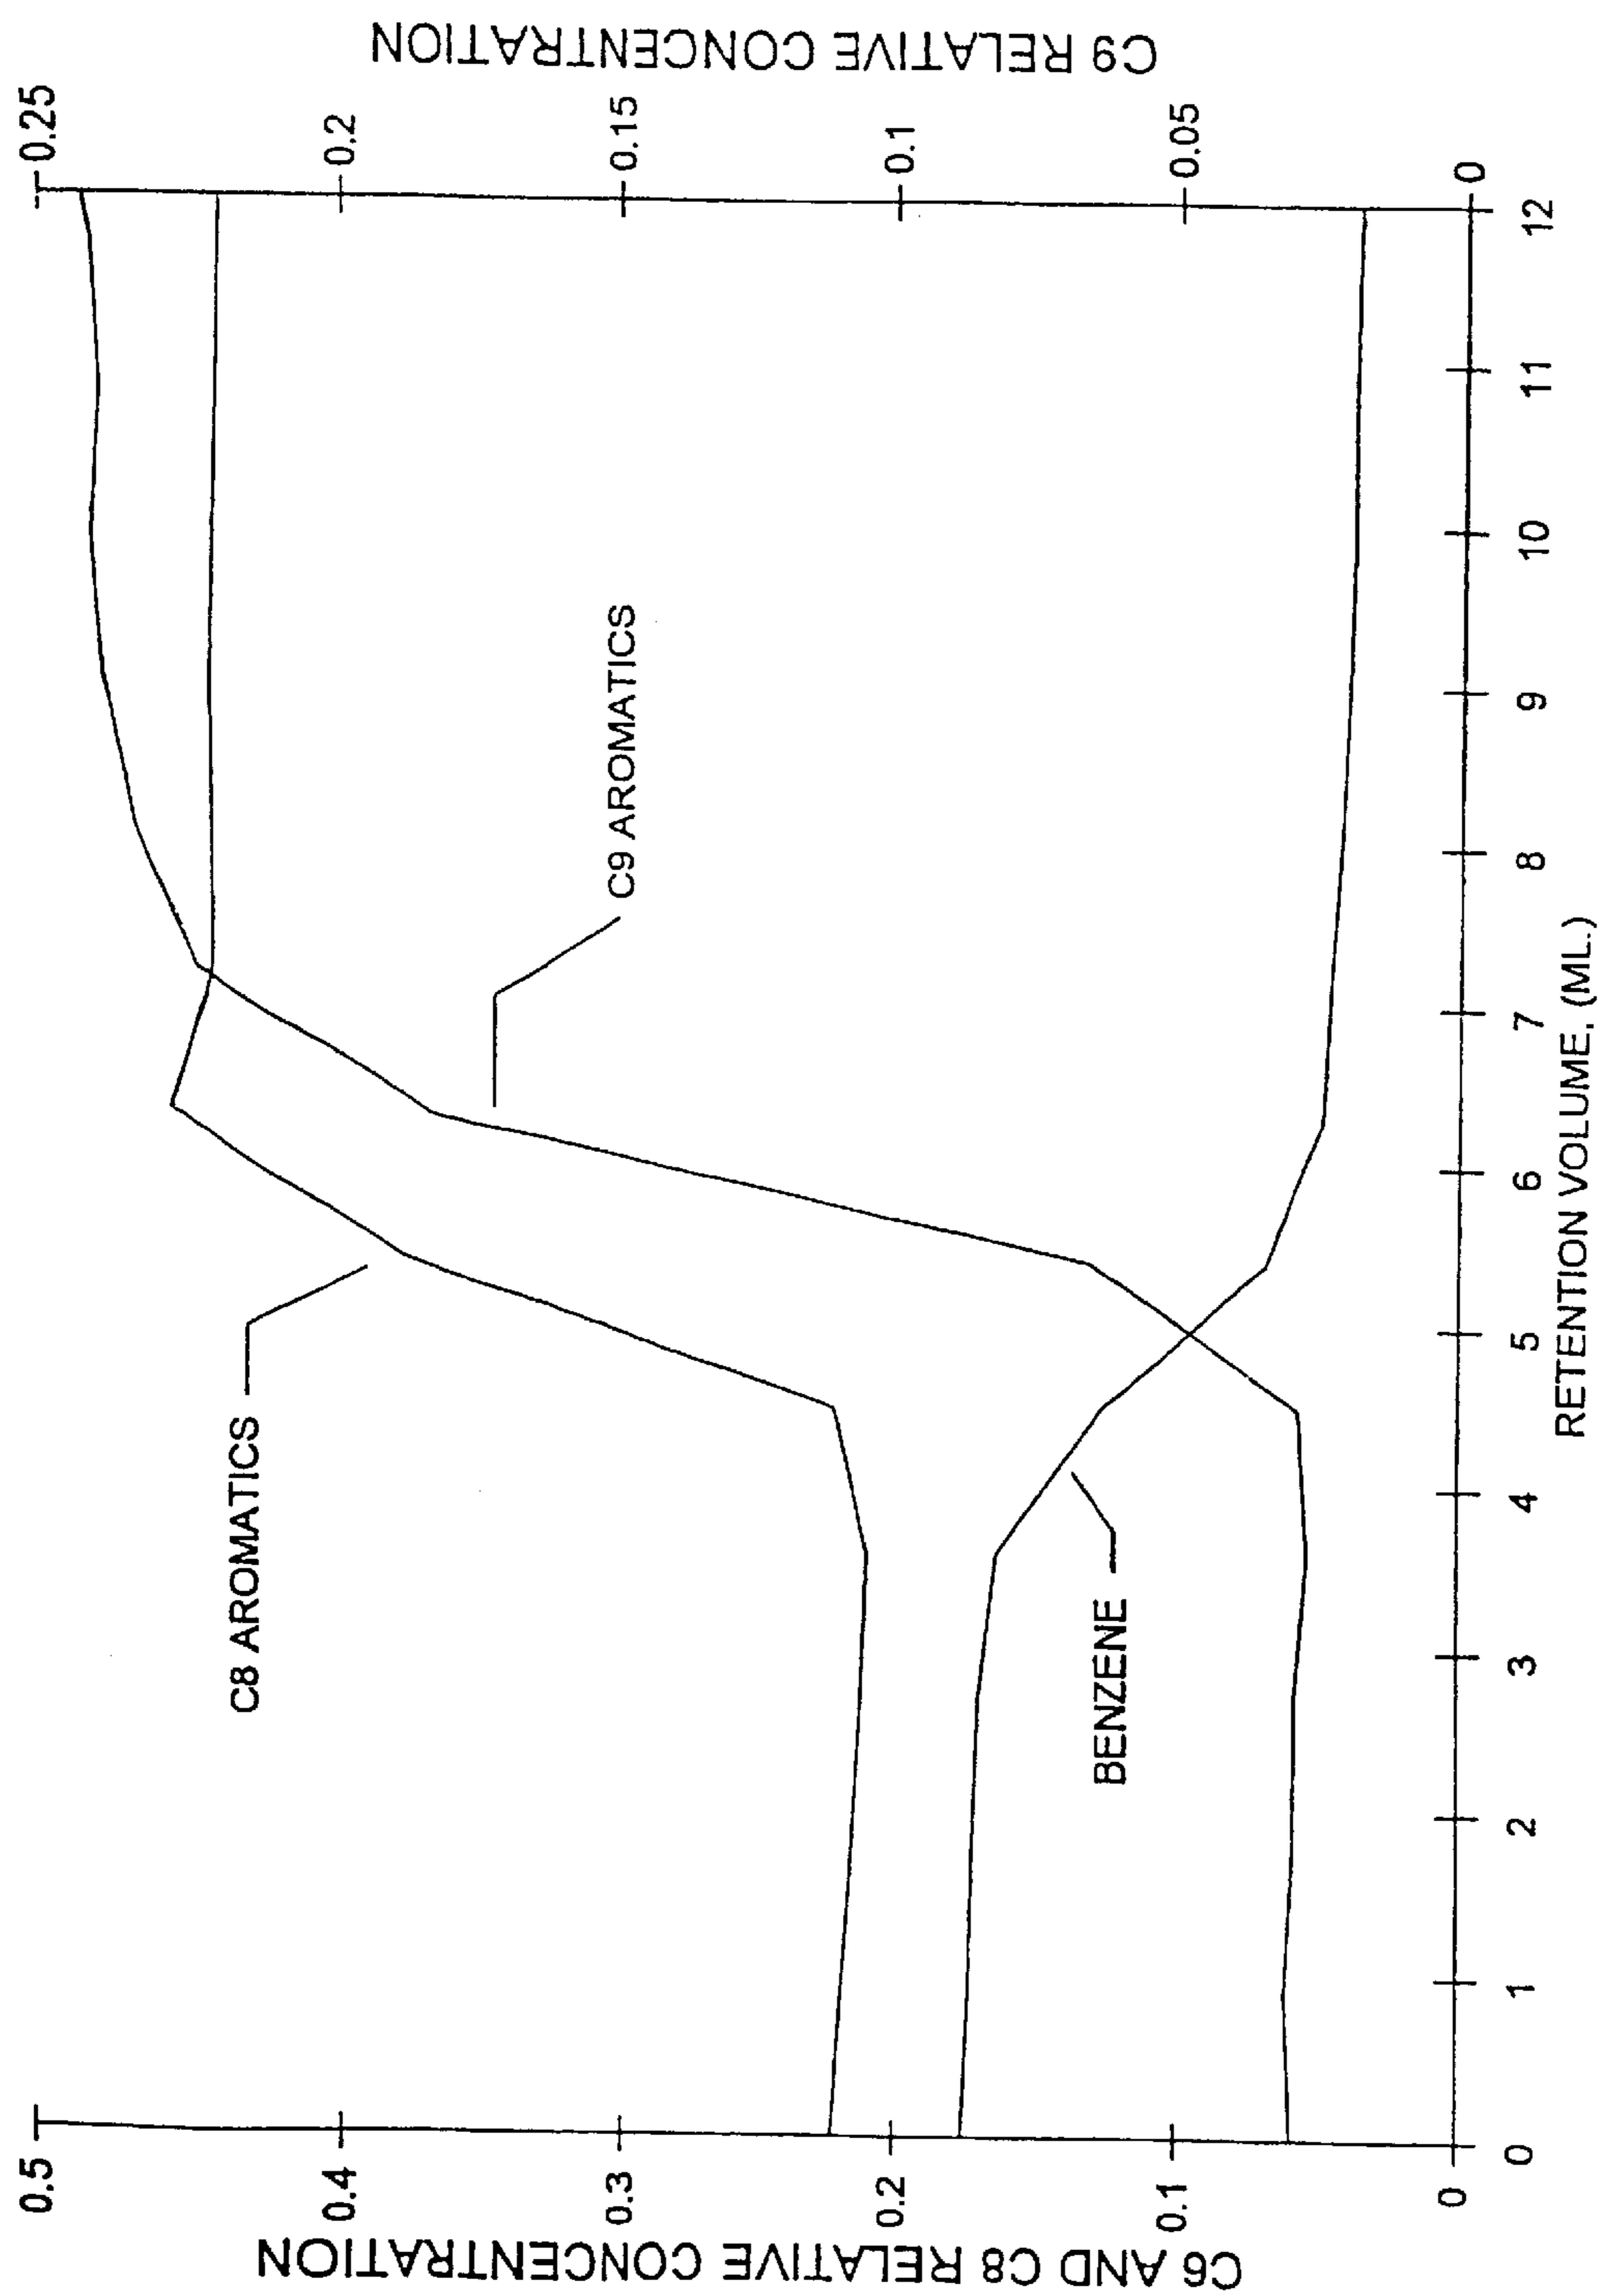 C6 AND C8 RELATIVE CONCENTRATION
0.5
0.4
0.3
0.2
0.1
0
C8 AROMATICS
C9 AROMATICS
BENZENE
0.25
0.2
0.15
0.1
0.05
0
C9 RELATIVE CONCENTRATION
0 1 2 3 4 5 6 7 8 9 10 11 12
RETENTION VOLUME, (ML.)